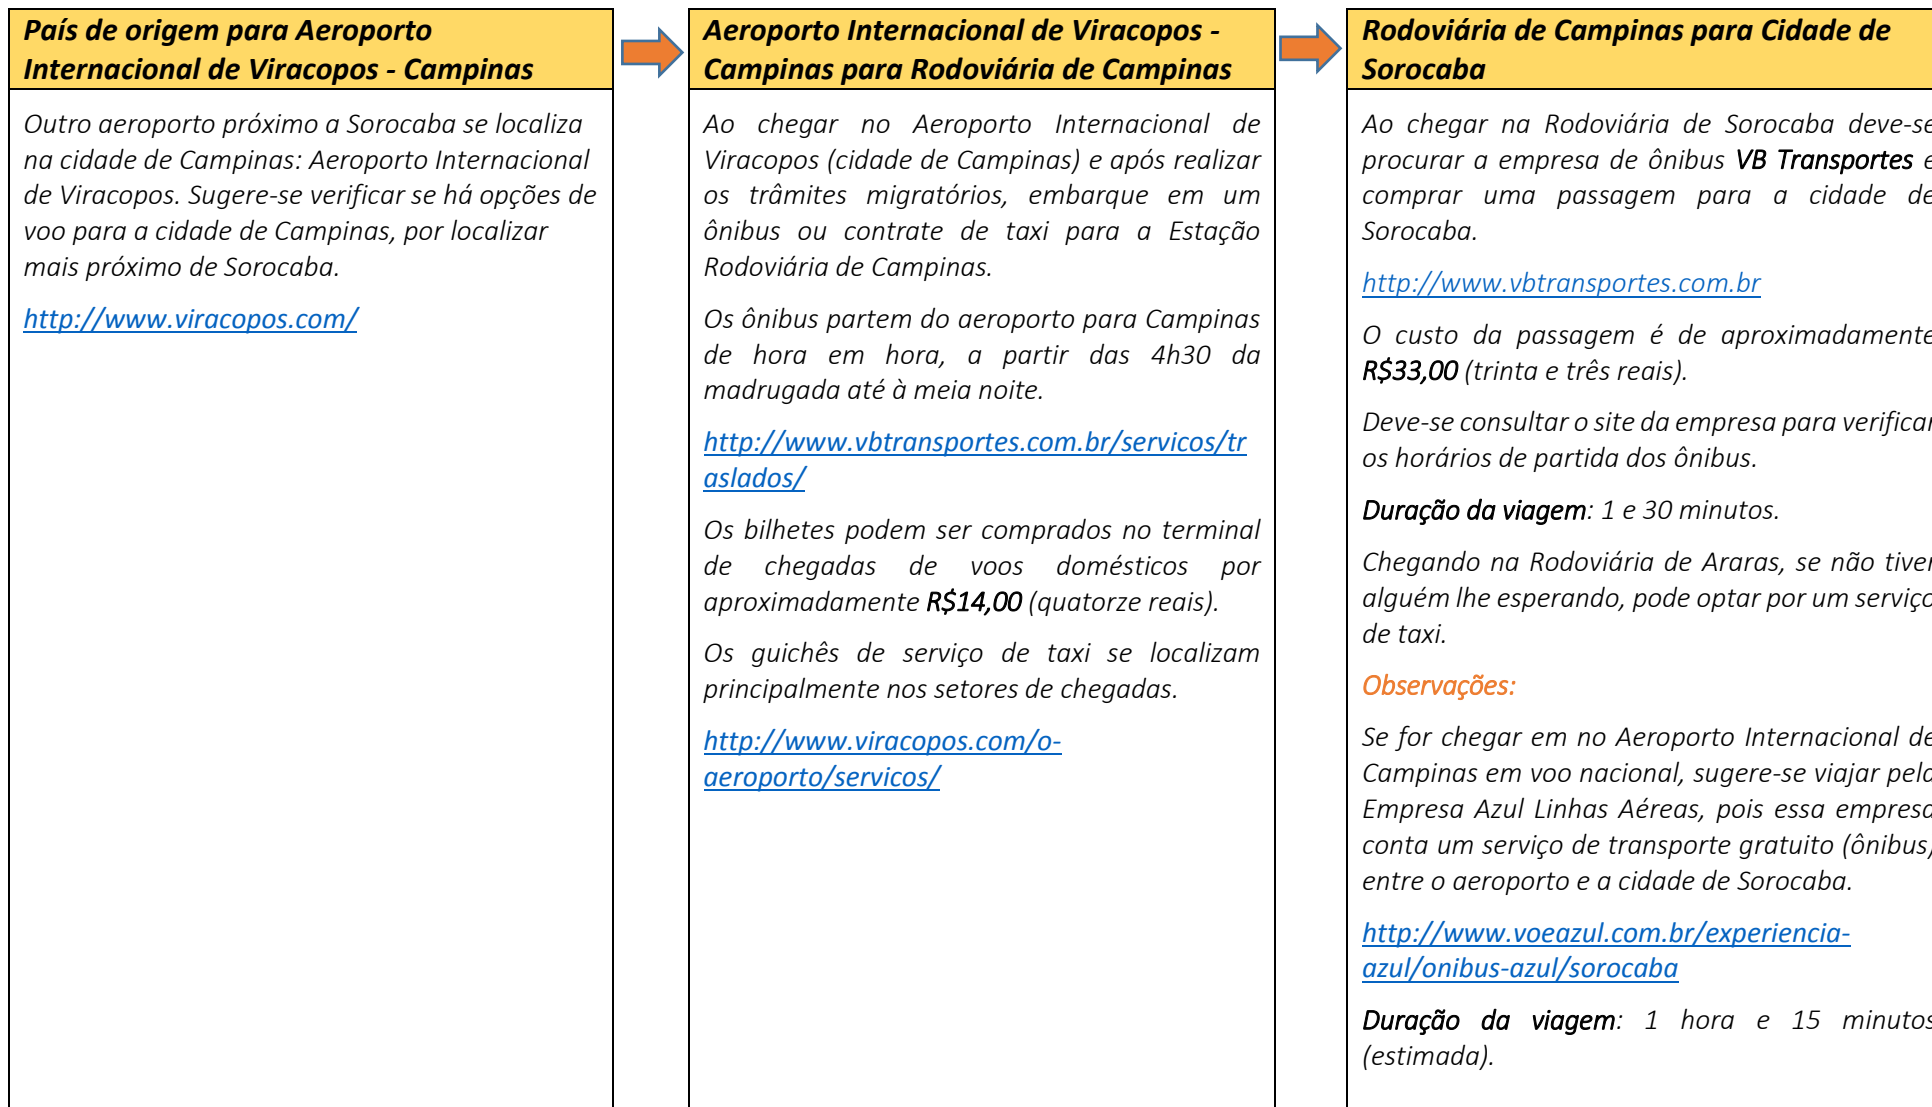 País de origem para Aeroporto
Internacional de Viracopos - Campinas
Outro aeroporto próximo a Sorocaba se localiza
na cidade de Campinas: Aeroporto Internacional
de Viracopos. Sugere-se verificar se há opções de
voo para a cidade de Campinas, por localizar
mais próximo de Sorocaba.
http://www.viracopos.com/
Aeroporto Internacional de Viracopos -
Campinas para Rodoviária de Campinas
Ao chegar no Aeroporto Internacional de
Viracopos (cidade de Campinas) e após realizar
os trâmites migratórios, embarque em um
ônibus ou contrate de taxi para a Estação
Rodoviária de Campinas.
Os ônibus partem do aeroporto para Campinas
de hora em hora, a partir das 4h30 da
madrugada até à meia noite.
http://www.vbtransportes.com.br/servicos/tr
aslados/
Os bilhetes podem ser comprados no terminal
de chegadas de voos domésticos por
aproximadamente R$14,00 (quatorze reais).
Os guichês de serviço de taxi se localizam
principalmente nos setores de chegadas.
http://www.viracopos.com/o-
aeroporto/servicos/
Rodoviária de Campinas para Cidade de
Sorocaba
Ao chegar na Rodoviária de Sorocaba deve-se
procurar a empresa de ônibus VB Transportes e
comprar uma passagem para a cidade de
Sorocaba.
http://www.vbtransportes.com.br
O custo da passagem é de aproximadamente
R$33,00 (trinta e três reais).
Deve-se consultar o site da empresa para verificar
os horários de partida dos ônibus.
Duração da viagem: 1 e 30 minutos.
Chegando na Rodoviária de Araras, se não tiver
alguém lhe esperando, pode optar por um serviço
de taxi.
Observações:
Se for chegar em no Aeroporto Internacional de
Campinas em voo nacional, sugere-se viajar pela
Empresa Azul Linhas Aéreas, pois essa empresa
conta um serviço de transporte gratuito (ônibus)
entre o aeroporto e a cidade de Sorocaba.
http://www.voeazul.com.br/experiencia-
azul/onibus-azul/sorocaba
Duração da viagem: 1 hora e 15 minutos
(estimada).